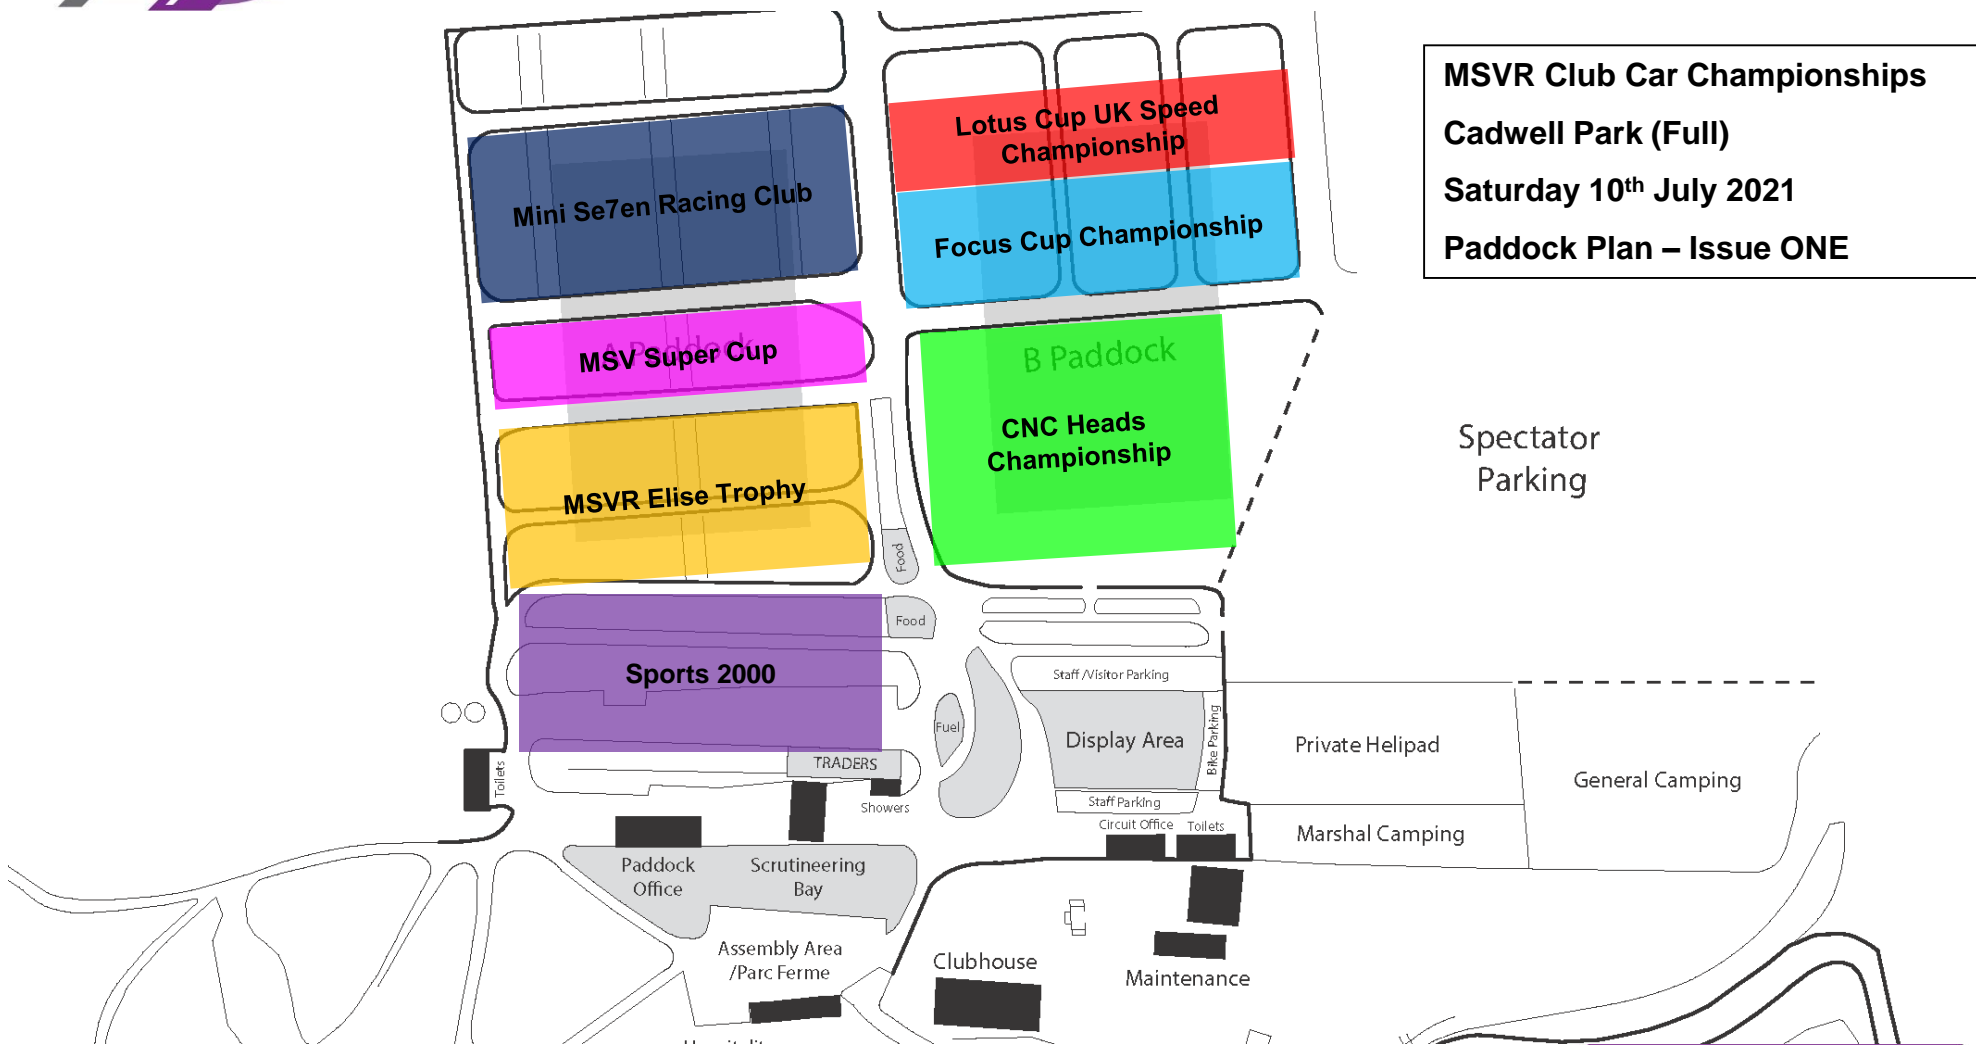 MSVR Club Car Championships
Cadwell Park (Full)
Saturday 10th July 2021
Paddock Plan – Issue ONE
Lotus Cup UK Speed
Championship
Mini Se7en Racing Club
Focus Cup Championship
A Paddock
MSV Super Cup
B Paddock
CNC Heads
Championship
Spectator
Parking
MSVR Elise Trophy
Food
Food
Sports 2000
Staff /Visitor Parking
Fuel
Display Area
Bike Parking
Private Helipad
General Camping
Toilets
TRADERS
Showers
Staff Parking
Circuit Office
Toilets
Marshal Camping
Paddock
Office
Scrutineering
Bay
Assembly Area
/Parc Ferme
Clubhouse
Maintenance